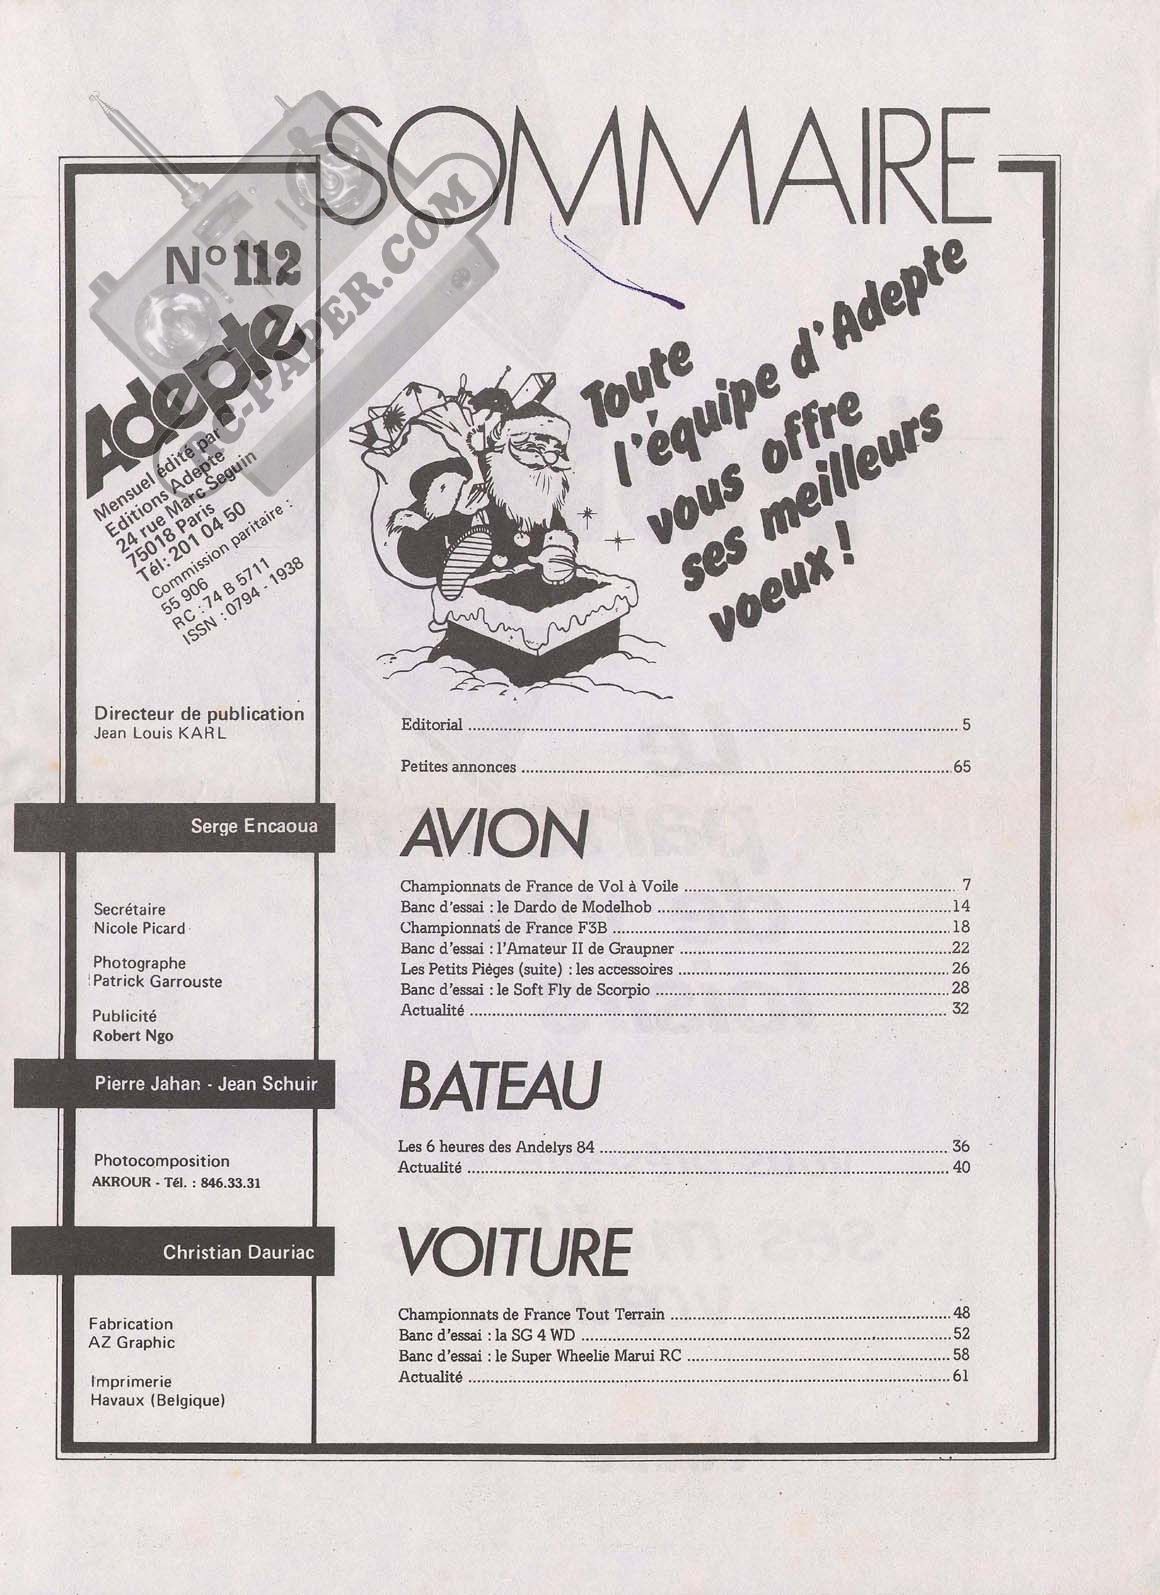 SOMMAIRE
N° 112
Adepte
Mensuel édité par
Editions Adepte
24 rue Marc Seguin
75018 Paris
Tél: 201 04 50
Commission paritaire :
55 906
RC : 74 B 5711
ISSN : 0794 - 1938
RC-PAPER.COM
Toute
l'équipe d'Adepte
vous offre
ses meilleurs
voeux !
Directeur de publication
Jean Louis KARL
Serge Encaoua
Secrétaire
Nicole Picard
Photographe
Patrick Garrouste
Publicité
Robert Ngo
Pierre Jahan - Jean Schuir
Photocomposition
AKROUR - Tél. : 846.33.31
Christian Dauriac
Fabrication
AZ Graphic
Imprimerie
Havaux (Belgique)
Editorial ........ 5
Petites annonces ........ 65
AVION
Championnats de France de Vol à Voile ........ 7
Banc d'essai : le Dardo de Modelhob ........ 14
Championnats de France F3B ........ 18
Banc d'essai : l'Amateur II de Graupner ........ 22
Les Petits Pièges (suite) : les accessoires ........ 26
Banc d'essai : le Soft Fly de Scorpio ........ 28
Actualité ........ 32
BATEAU
Les 6 heures des Andelys 84 ........ 36
Actualité ........ 40
VOITURE
Championnats de France Tout Terrain ........ 48
Banc d'essai : la SG 4 WD ........ 52
Banc d'essai : le Super Wheelie Marui RC ........ 58
Actualité ........ 61